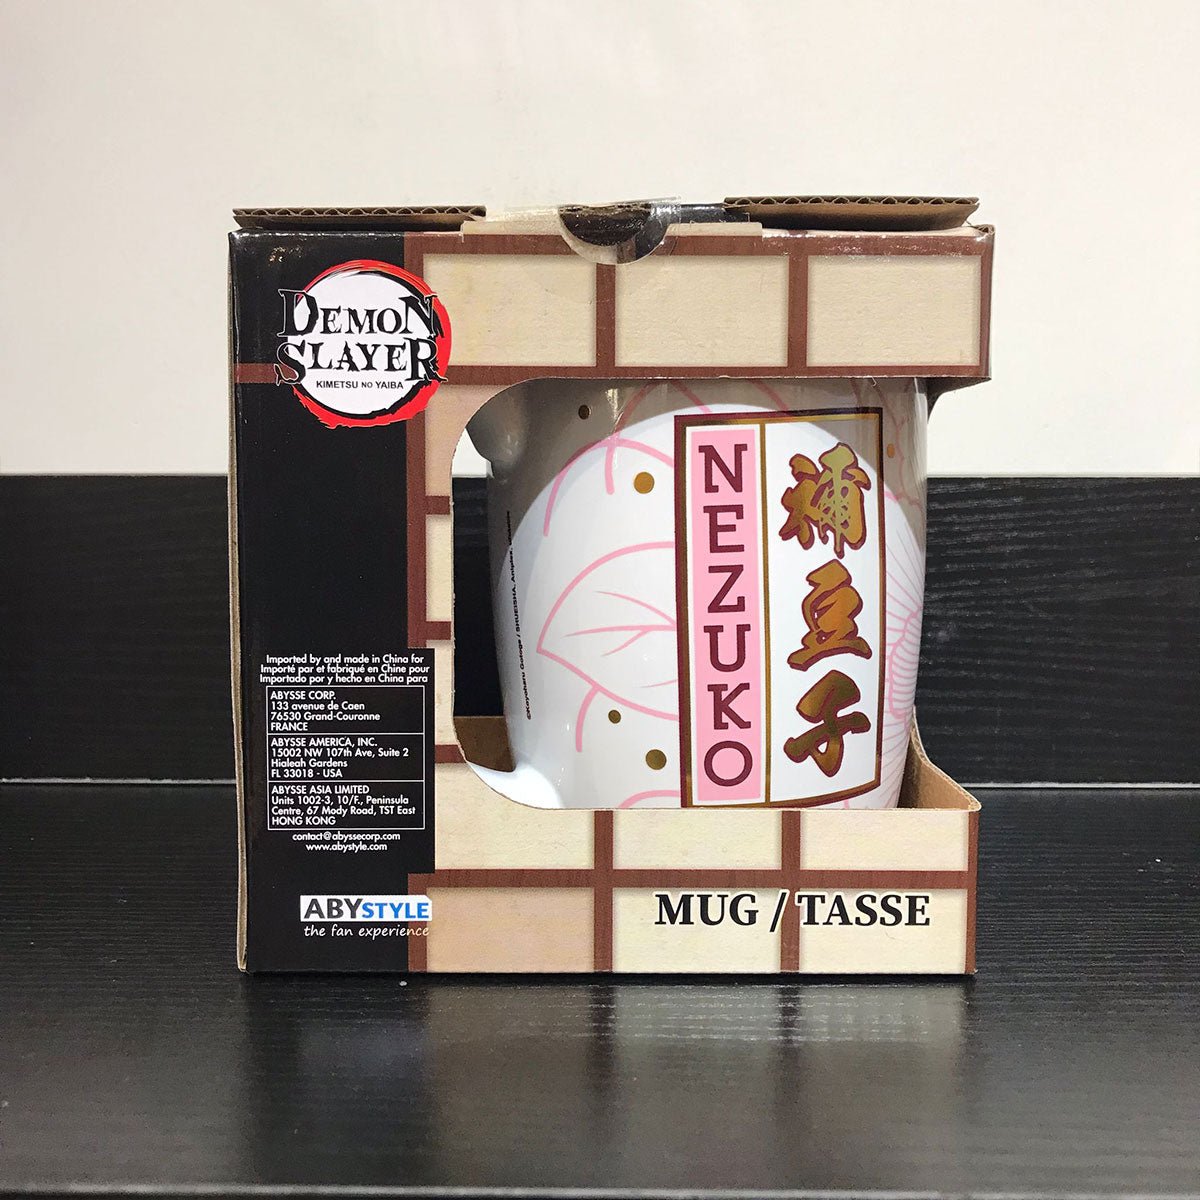 DEMON
SLAYER
KIMETSU NO YAIBA
NEZUKO
禰豆子
©Koyoharu Gotoge / SHUEISHA, Aniplex,
Imported by and made in China for
Importé par et fabriqué en Chine pour
Importado por y hecho en China para
ABYSSE CORP.
133 avenue de Caen
76530 Grand-Couronne
FRANCE
ABYSSE AMERICA, INC.
15002 NW 107th Ave, Suite 2
Hialeah Gardens
FL 33018 - USA
ABYSSE ASIA LIMITED
Units 1002-3, 10/F., Peninsula
Centre, 67 Mody Road, TST East
HONG KONG
contact@abyssecorp.com
www.abystyle.com
ABYSTYLE
the fan experience
MUG / TASSE